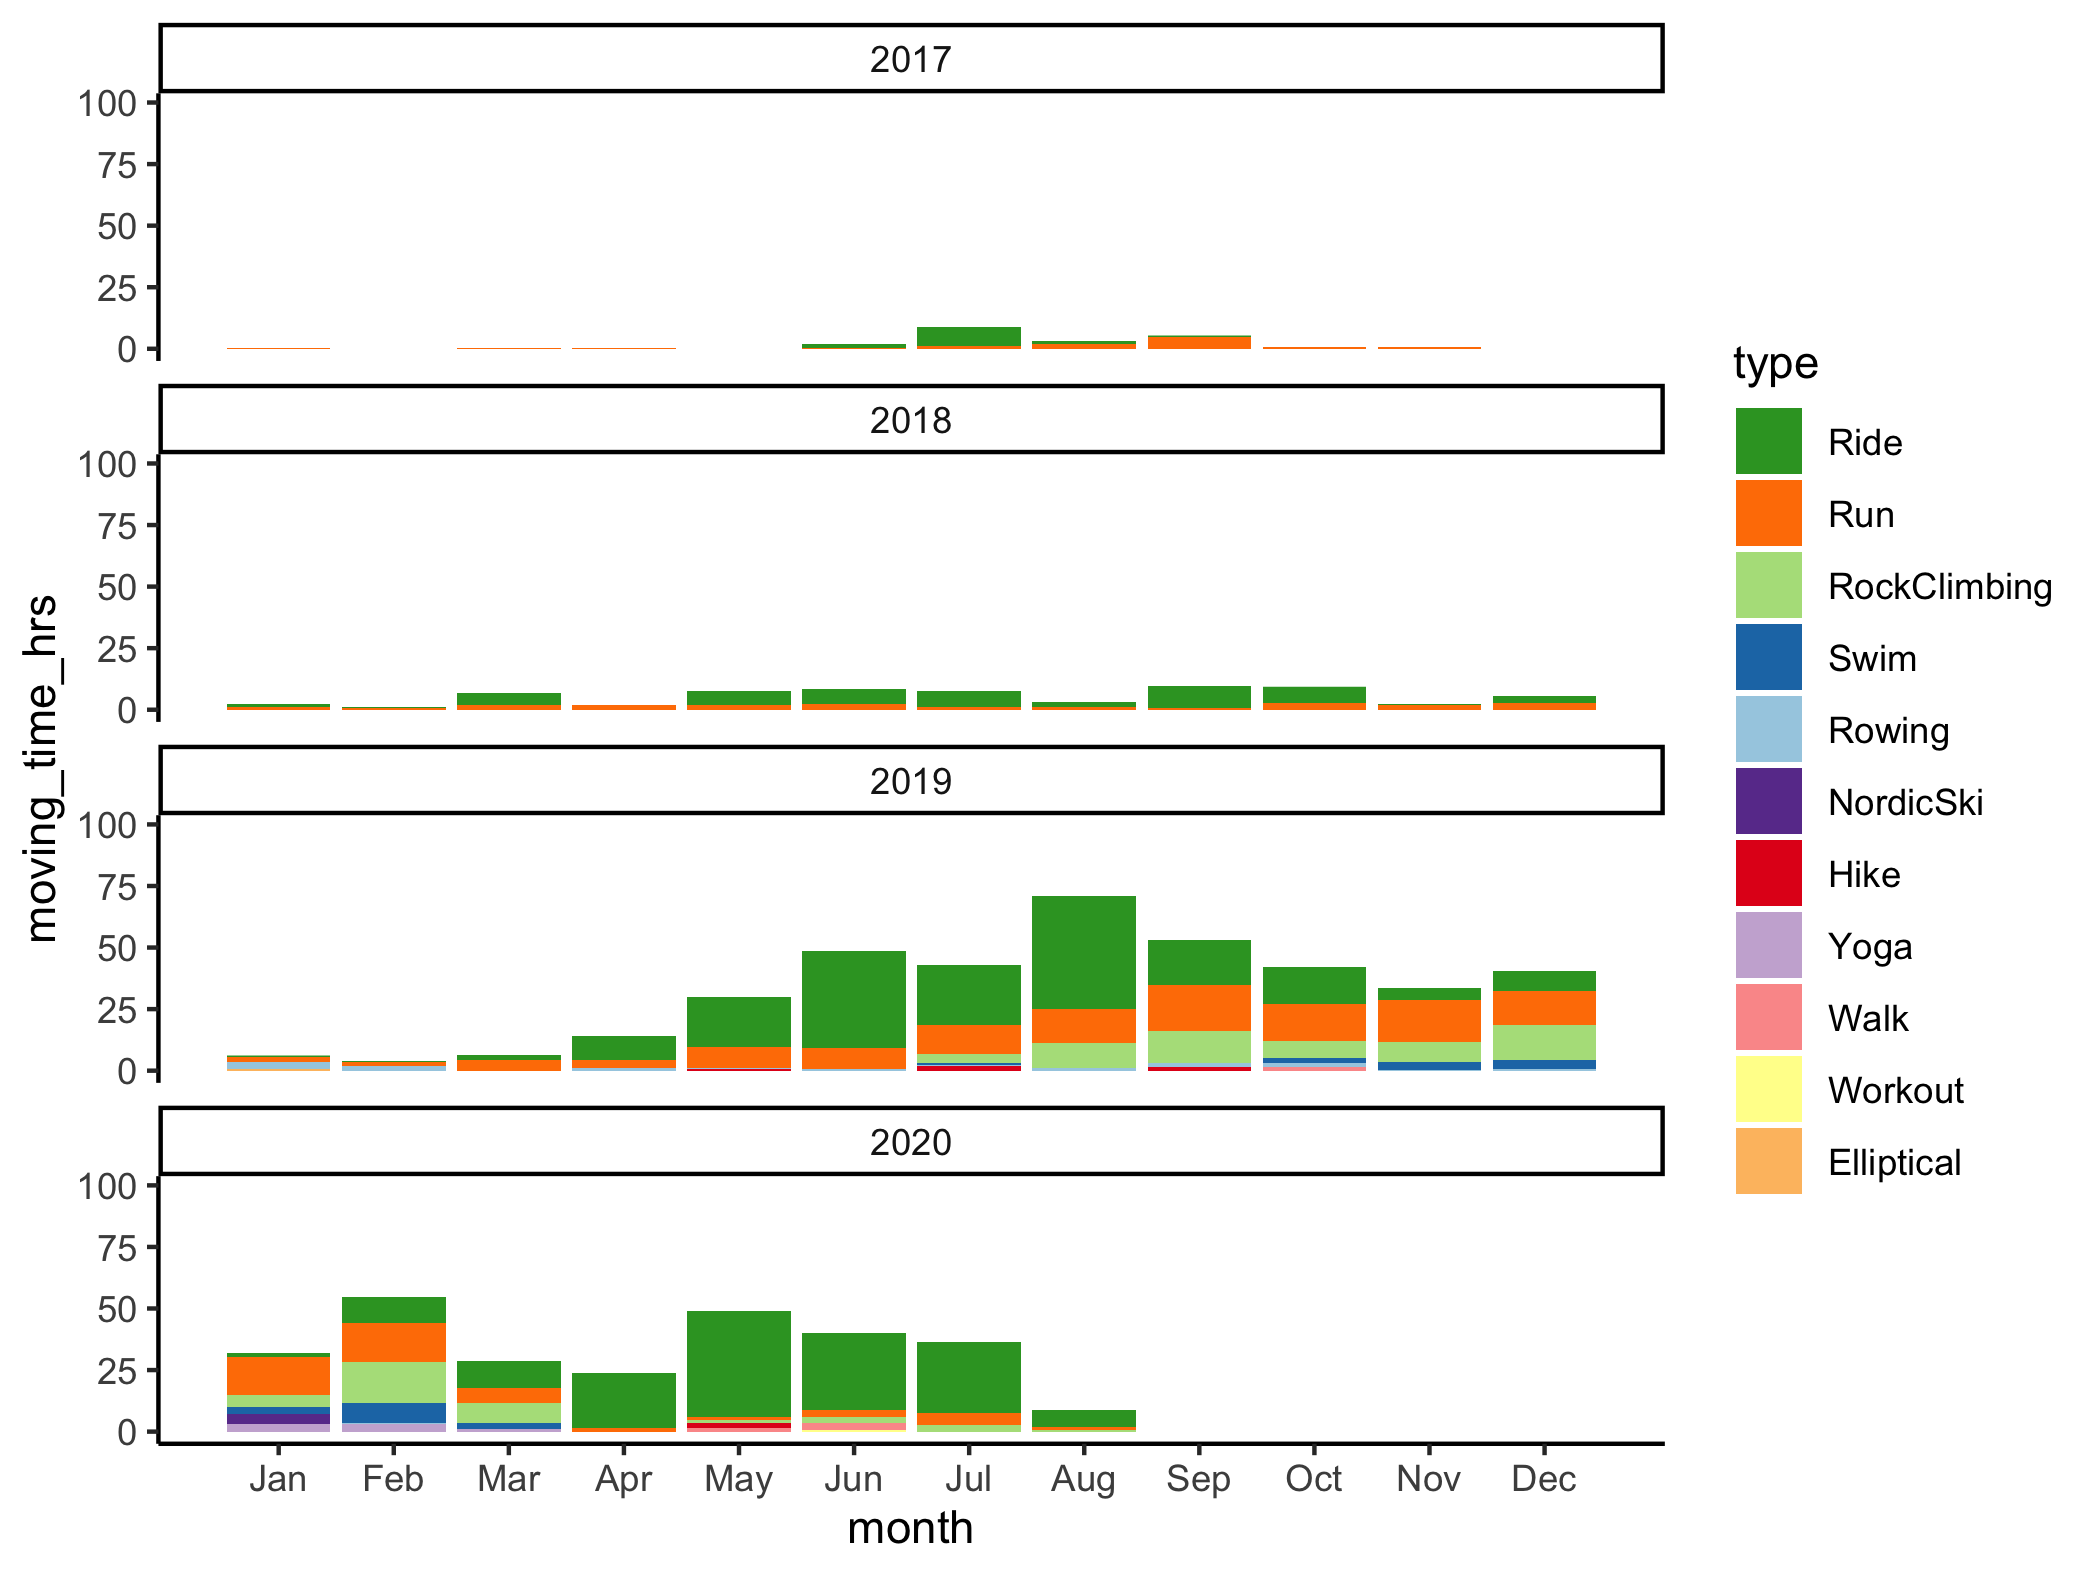 2017
100
75
50
25
0
2018
100
75
50
25
0
2019
100
75
50
25
0
2020
100
75
50
25
0
Jan Feb Mar Apr May Jun Jul Aug Sep Oct Nov Dec
month
moving_time_hrs
type
Ride
Run
RockClimbing
Swim
Rowing
NordicSki
Hike
Yoga
Walk
Workout
Elliptical